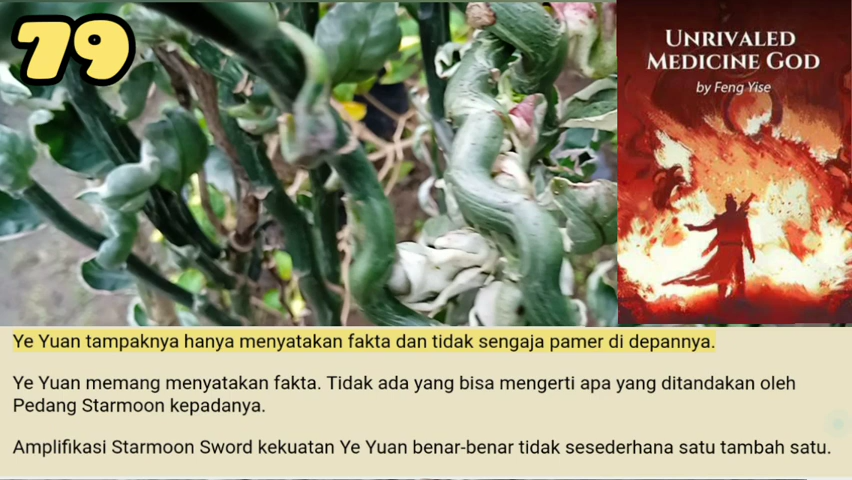 79
UNRIVALED
MEDICINE GOD
by Feng Yise
Ye Yuan tampaknya hanya menyatakan fakta dan tidak sengaja pamer di depannya.
Ye Yuan memang menyatakan fakta. Tidak ada yang bisa mengerti apa yang ditandakan oleh
Pedang Starmoon kepadanya.
Amplifikasi Starmoon Sword kekuatan Ye Yuan benar-benar tidak sesederhana satu tambah satu.